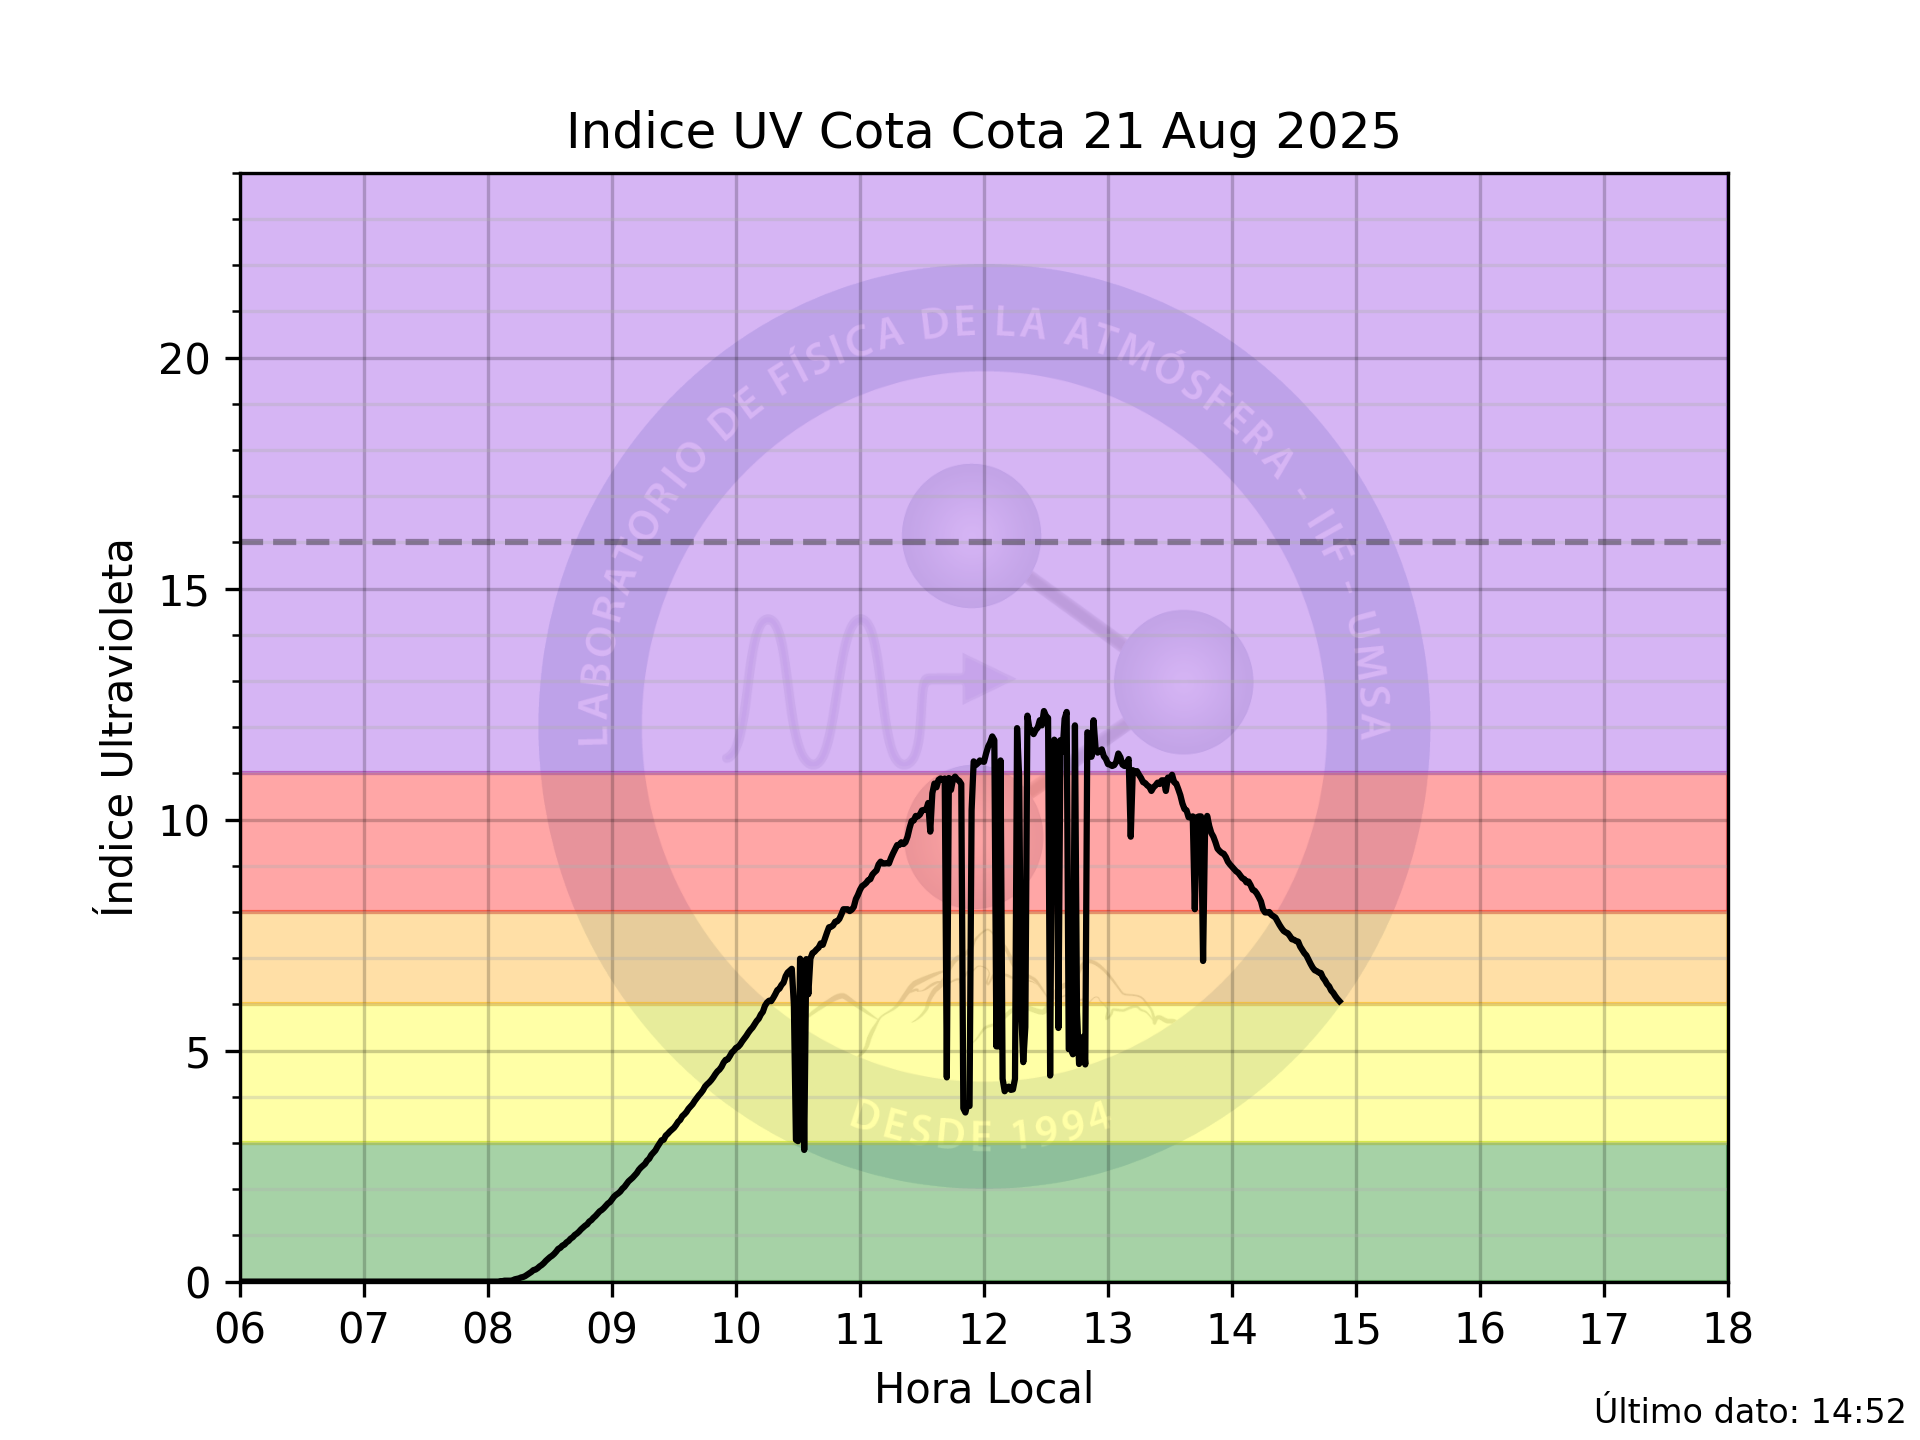 Indice UV Cota Cota 21 Aug 2025
LABORATORIO DE FÍSICA DE LA ATMÓSFERA - IIF - UMSA
DESDE 1994
Índice Ultravioleta
20
15
10
5
0
06 07 08 09 10 11 12 13 14 15 16 17 18
Hora Local
Último dato: 14:52